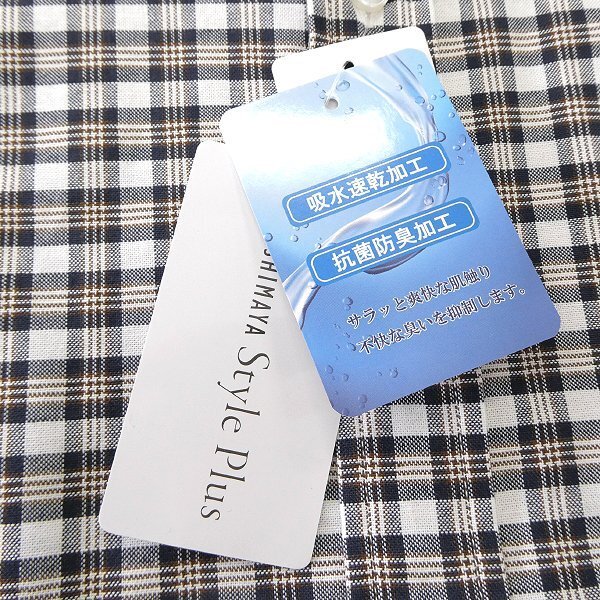 吸水速乾加工
抗菌防臭加工
サラッと爽快な肌触り
不快な臭いを抑制します。
SHIMAYA Style Plus